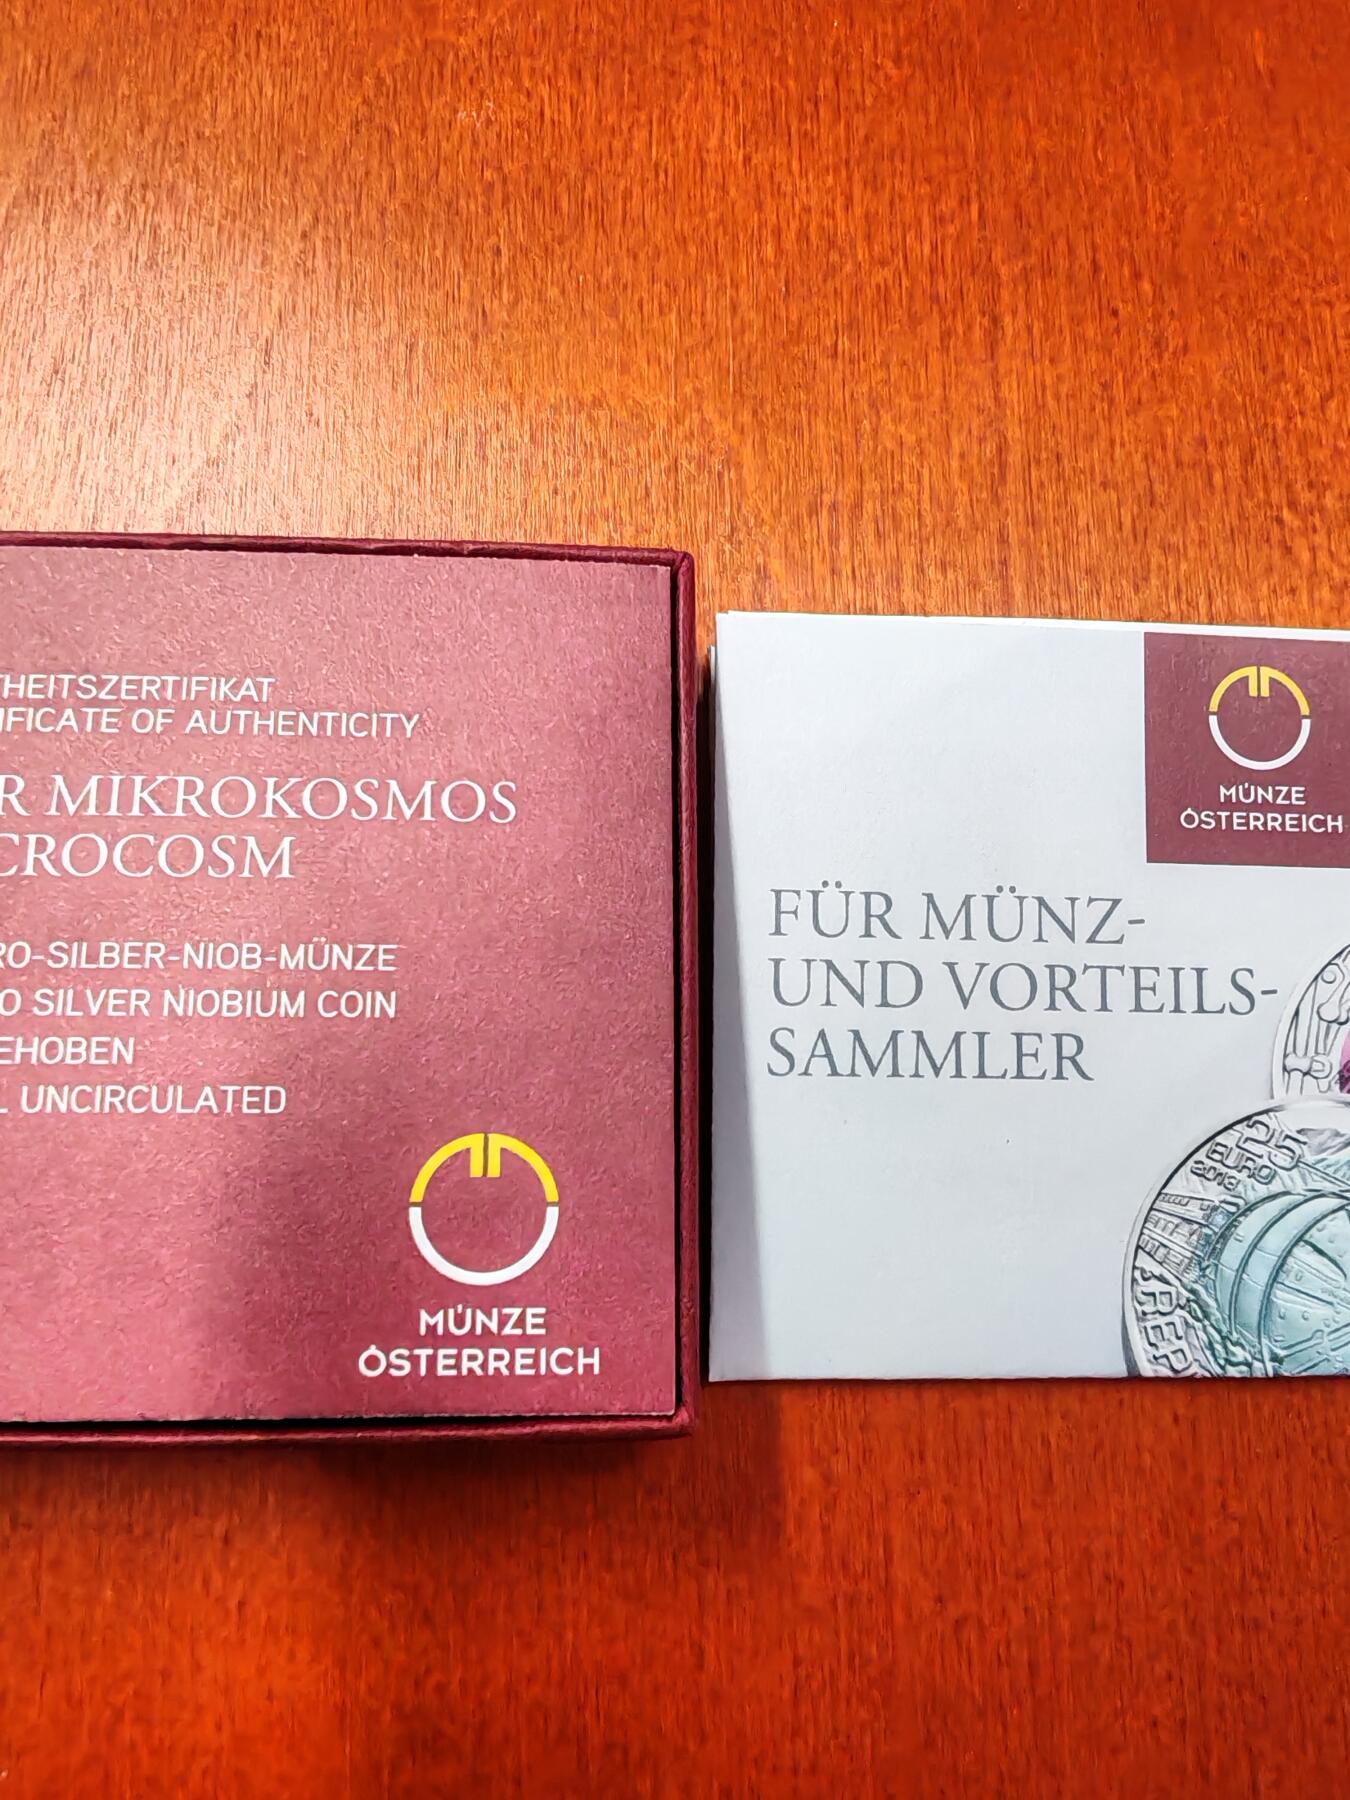 THEITSZERTIFIKAT
IFICATE OF AUTHENTICITY
R MIKROKOSMOS
CROCOSM
RO-SILBER-NIOB-MÜNZE
O SILVER NIOBIUM COIN
EHOBEN
L UNCIRCULATED
MÜNZE
ÖSTERREICH
MÜNZE
ÖSTERREICH
FÜR MÜNZ-
UND VORTEILS-
SAMMLER
25
EURO
2013
REP